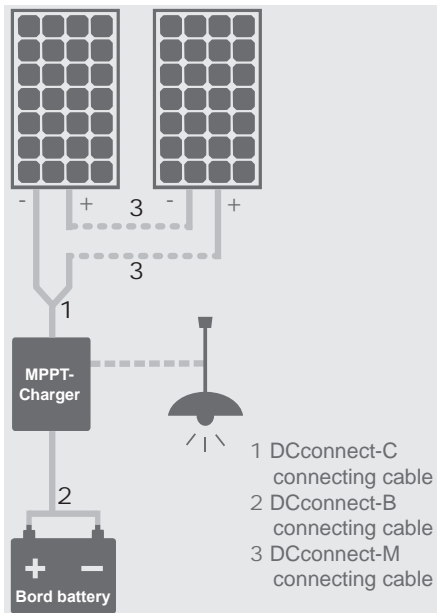 - + 3 - +
3
1
MPPT-
Charger
1 DCconnect-C
connecting cable
2
2 DCconnect-B
connecting cable
3 DCconnect-M
connecting cable
+ –
Bord battery